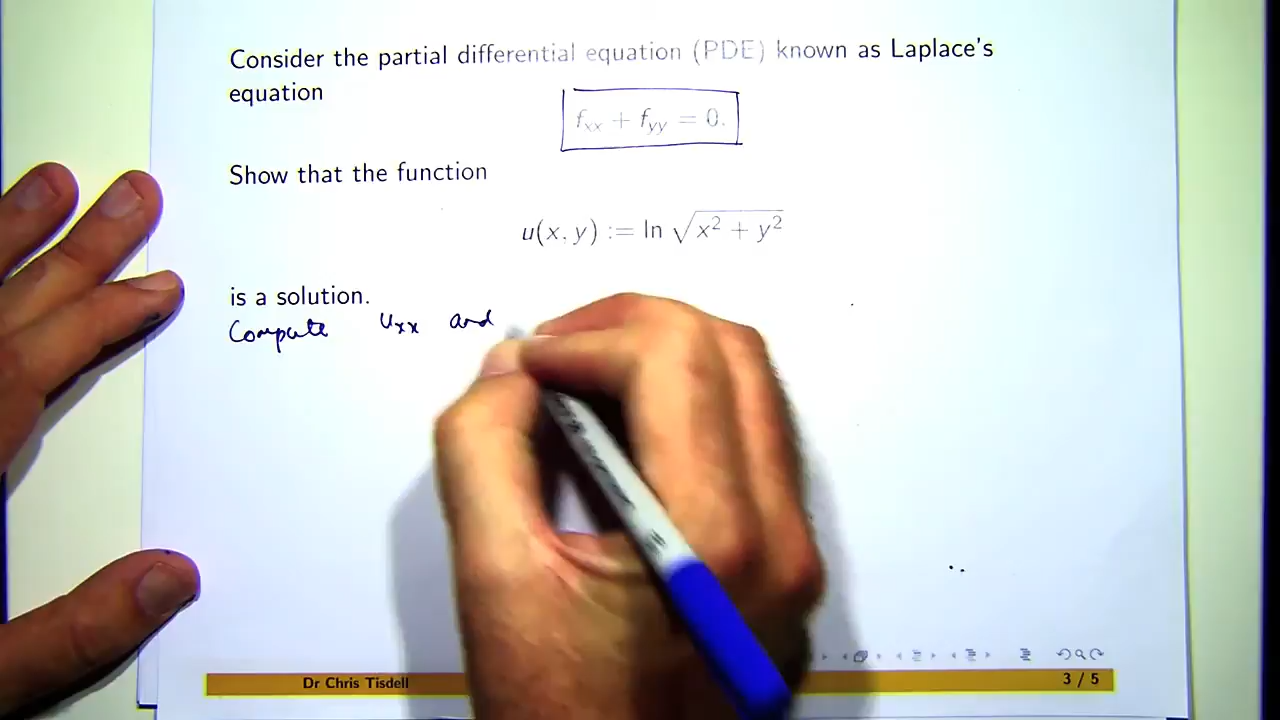 Consider the partial differential equation (PDE) known as Laplace's
equation
fxx + fyy = 0.
Show that the function
u(x, y) := ln √(x² + y²)
is a solution.
Compute uxx and
Dr Chris Tisdell
3 / 5